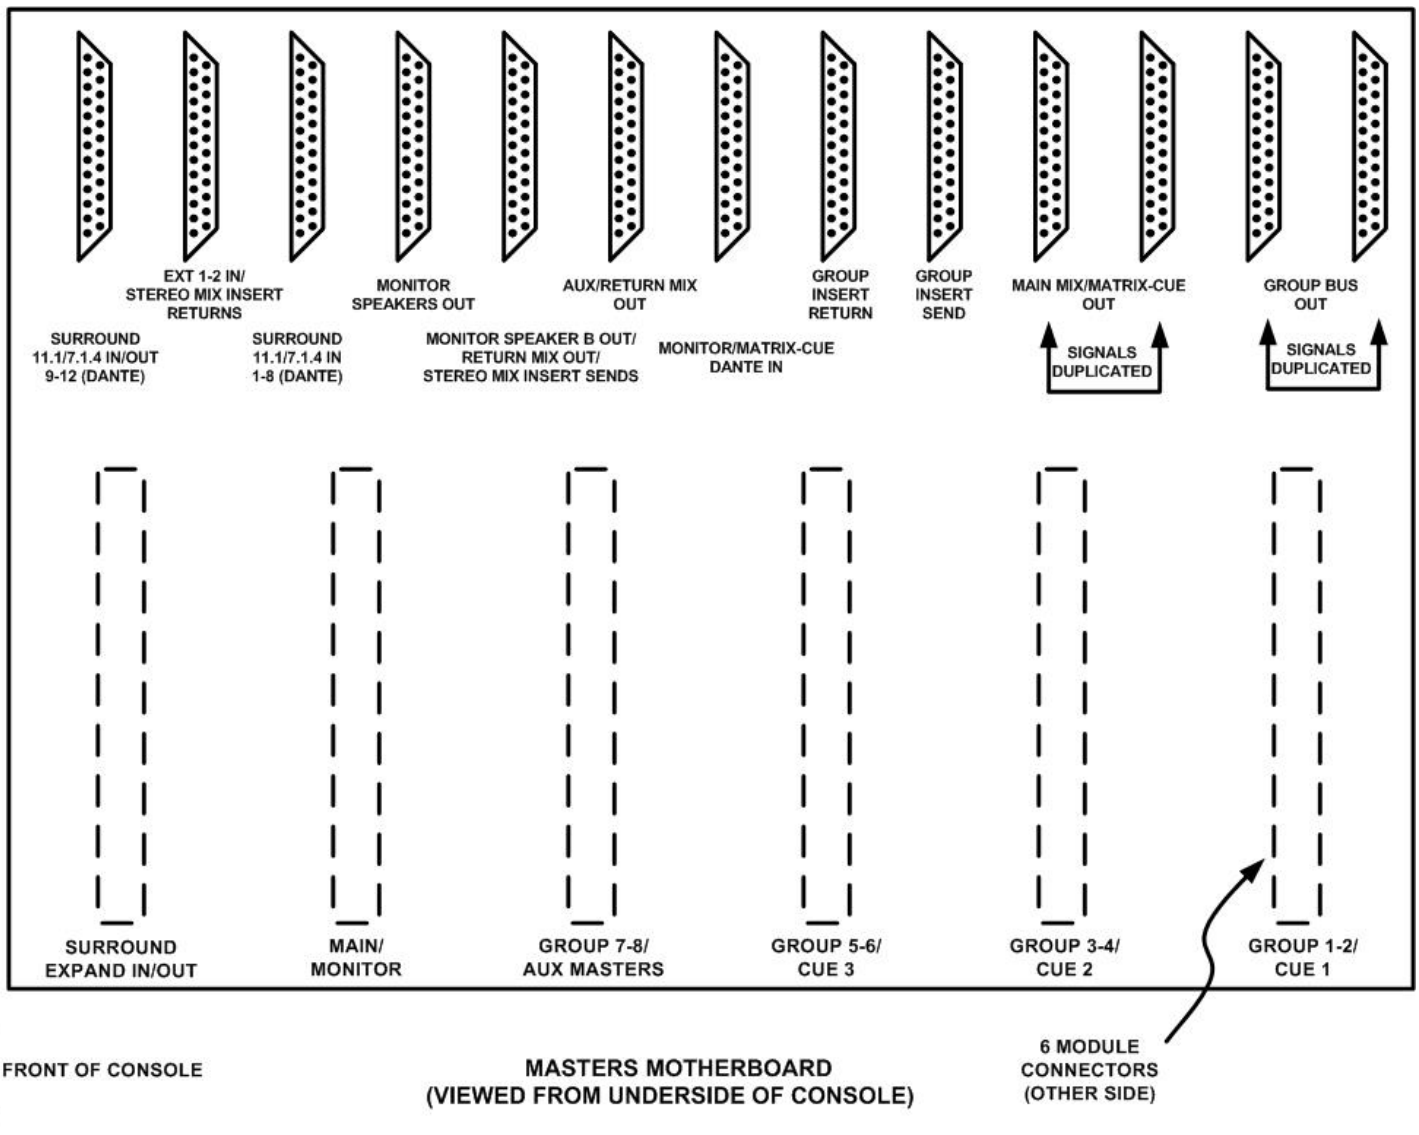 EXT 1-2 IN/
STEREO MIX INSERT
RETURNS
MONITOR
SPEAKERS OUT
AUX/RETURN MIX
OUT
GROUP
INSERT
RETURN
GROUP
INSERT
SEND
MAIN MIX/MATRIX-CUE
OUT
GROUP BUS
OUT
SURROUND
11.1/7.1.4 IN/OUT
9-12 (DANTE)
SURROUND
11.1/7.1.4 IN
1-8 (DANTE)
MONITOR SPEAKER B OUT/
RETURN MIX OUT/
STEREO MIX INSERT SENDS
MONITOR/MATRIX-CUE
DANTE IN
SIGNALS
DUPLICATED
SIGNALS
DUPLICATED
SURROUND
EXPAND IN/OUT
MAIN/
MONITOR
GROUP 7-8/
AUX MASTERS
GROUP 5-6/
CUE 3
GROUP 3-4/
CUE 2
GROUP 1-2/
CUE 1
FRONT OF CONSOLE
MASTERS MOTHERBOARD
(VIEWED FROM UNDERSIDE OF CONSOLE)
6 MODULE
CONNECTORS
(OTHER SIDE)